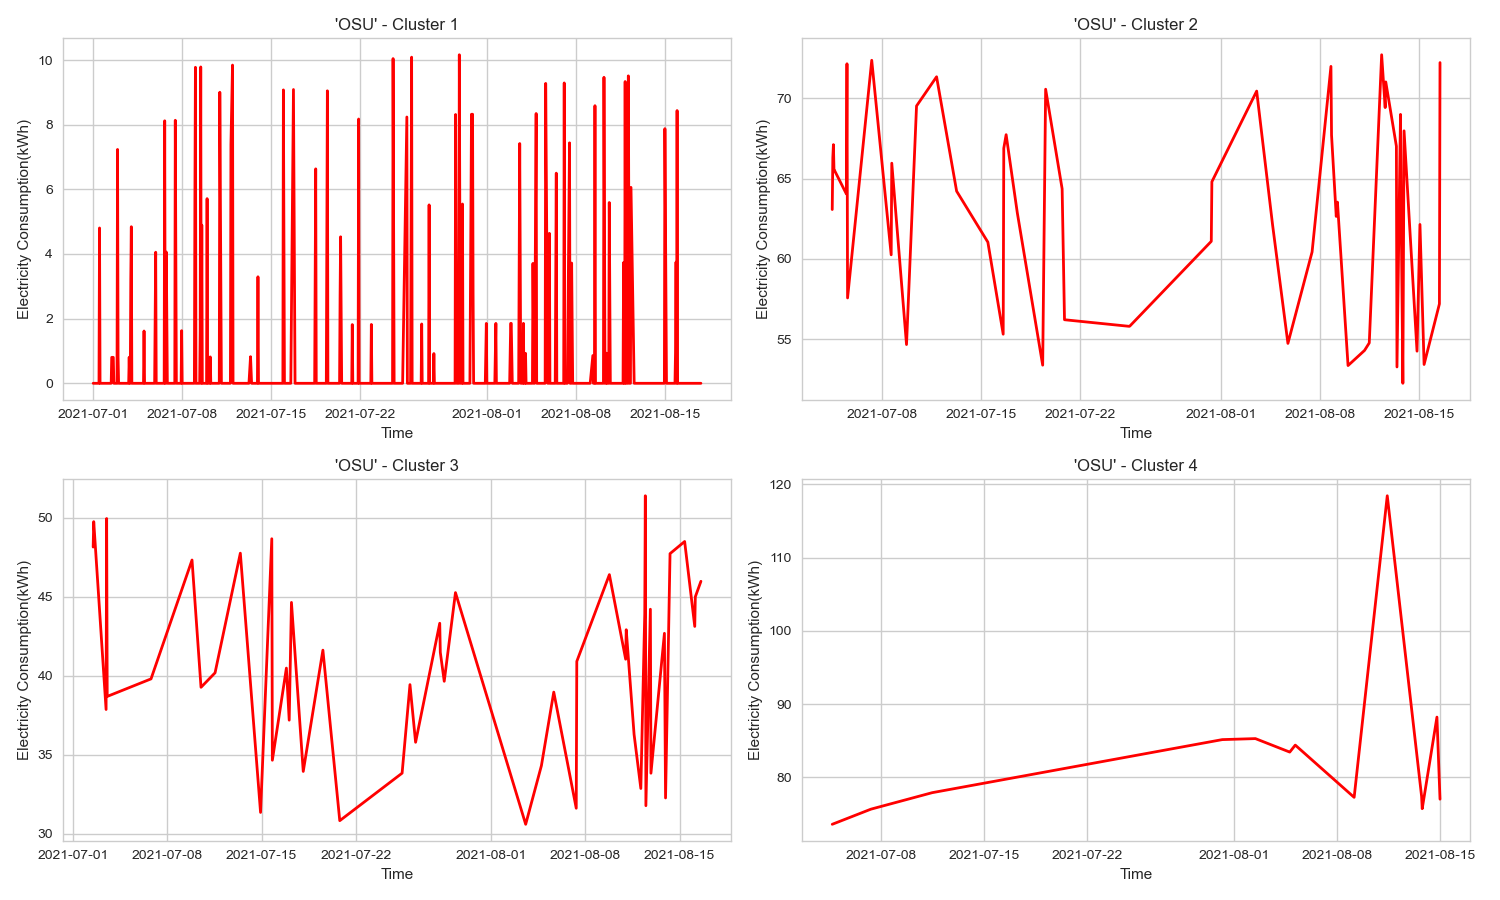 'OSU' - Cluster 1
Electricity Consumption(kWh)
10
8
6
4
2
0
2021-07-01 2021-07-08 2021-07-15 2021-07-22 2021-08-01 2021-08-08 2021-08-15
Time
'OSU' - Cluster 2
Electricity Consumption(kWh)
70
65
60
55
2021-07-08 2021-07-15 2021-07-22 2021-08-01 2021-08-08 2021-08-15
Time
'OSU' - Cluster 3
Electricity Consumption(kWh)
50
45
40
35
30
2021-07-01 2021-07-08 2021-07-15 2021-07-22 2021-08-01 2021-08-08 2021-08-15
Time
'OSU' - Cluster 4
Electricity Consumption(kWh)
120
110
100
90
80
2021-07-08 2021-07-15 2021-07-22 2021-08-01 2021-08-08 2021-08-15
Time